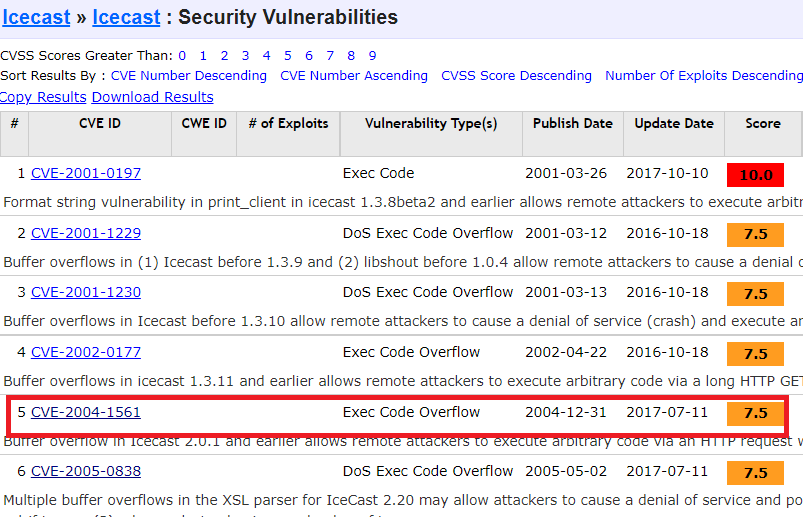 Icecast » Icecast : Security Vulnerabilities
CVSS Scores Greater Than: 0 1 2 3 4 5 6 7 8 9
Sort Results By : CVE Number Descending CVE Number Ascending CVSS Score Descending Number Of Exploits Descending
Copy Results Download Results
# CVE ID CWE ID # of Exploits Vulnerability Type(s) Publish Date Update Date Score
1 CVE-2001-0197 Exec Code 2001-03-26 2017-10-10 10.0
Format string vulnerability in print_client in icecast 1.3.8beta2 and earlier allows remote attackers to execute arbitr
2 CVE-2001-1229 DoS Exec Code Overflow 2001-03-12 2016-10-18 7.5
Buffer overflows in (1) Icecast before 1.3.9 and (2) libshout before 1.0.4 allow remote attackers to cause a denial o
3 CVE-2001-1230 DoS Exec Code Overflow 2001-03-13 2016-10-18 7.5
Buffer overflows in Icecast before 1.3.10 allow remote attackers to cause a denial of service (crash) and execute ar
4 CVE-2002-0177 Exec Code Overflow 2002-04-22 2016-10-18 7.5
Buffer overflows in icecast 1.3.11 and earlier allows remote attackers to execute arbitrary code via a long HTTP GET
5 CVE-2004-1561 Exec Code Overflow 2004-12-31 2017-07-11 7.5
Buffer overflow in Icecast 2.0.1 and earlier allows remote attackers to execute arbitrary code via an HTTP request w
6 CVE-2005-0838 DoS Exec Code Overflow 2005-05-02 2017-07-11 7.5
Multiple buffer overflows in the XSL parser for IceCast 2.20 may allow attackers to cause a denial of service and po